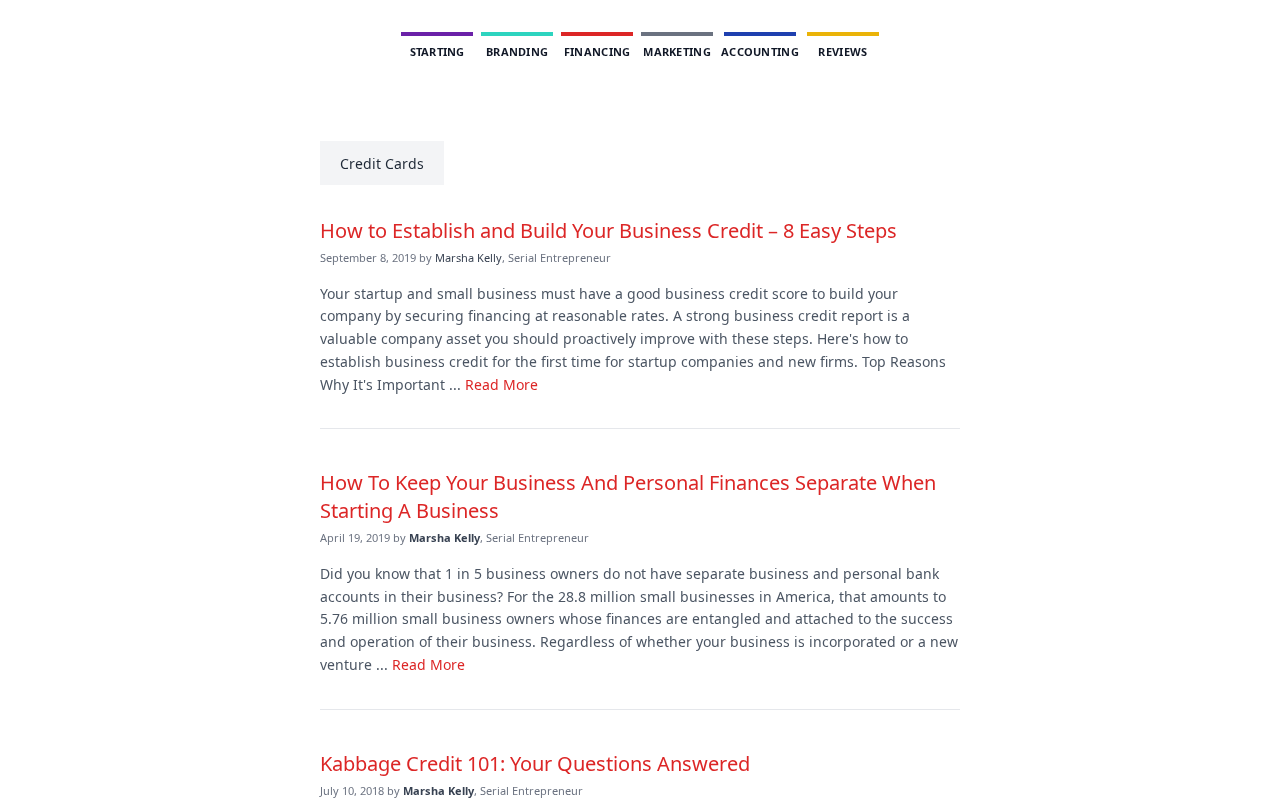 STARTING BRANDING FINANCING MARKETING ACCOUNTING REVIEWS
Credit Cards
How to Establish and Build Your Business Credit – 8 Easy Steps
September 8, 2019 by Marsha Kelly, Serial Entrepreneur
Your startup and small business must have a good business credit score to build your
company by securing financing at reasonable rates. A strong business credit report is a
valuable company asset you should proactively improve with these steps. Here's how to
establish business credit for the first time for startup companies and new firms. Top Reasons
Why It's Important ... Read More
How To Keep Your Business And Personal Finances Separate When
Starting A Business
April 19, 2019 by Marsha Kelly, Serial Entrepreneur
Did you know that 1 in 5 business owners do not have separate business and personal bank
accounts in their business? For the 28.8 million small businesses in America, that amounts to
5.76 million small business owners whose finances are entangled and attached to the success
and operation of their business. Regardless of whether your business is incorporated or a new
venture ... Read More
Kabbage Credit 101: Your Questions Answered
July 10, 2018 by Marsha Kelly, Serial Entrepreneur